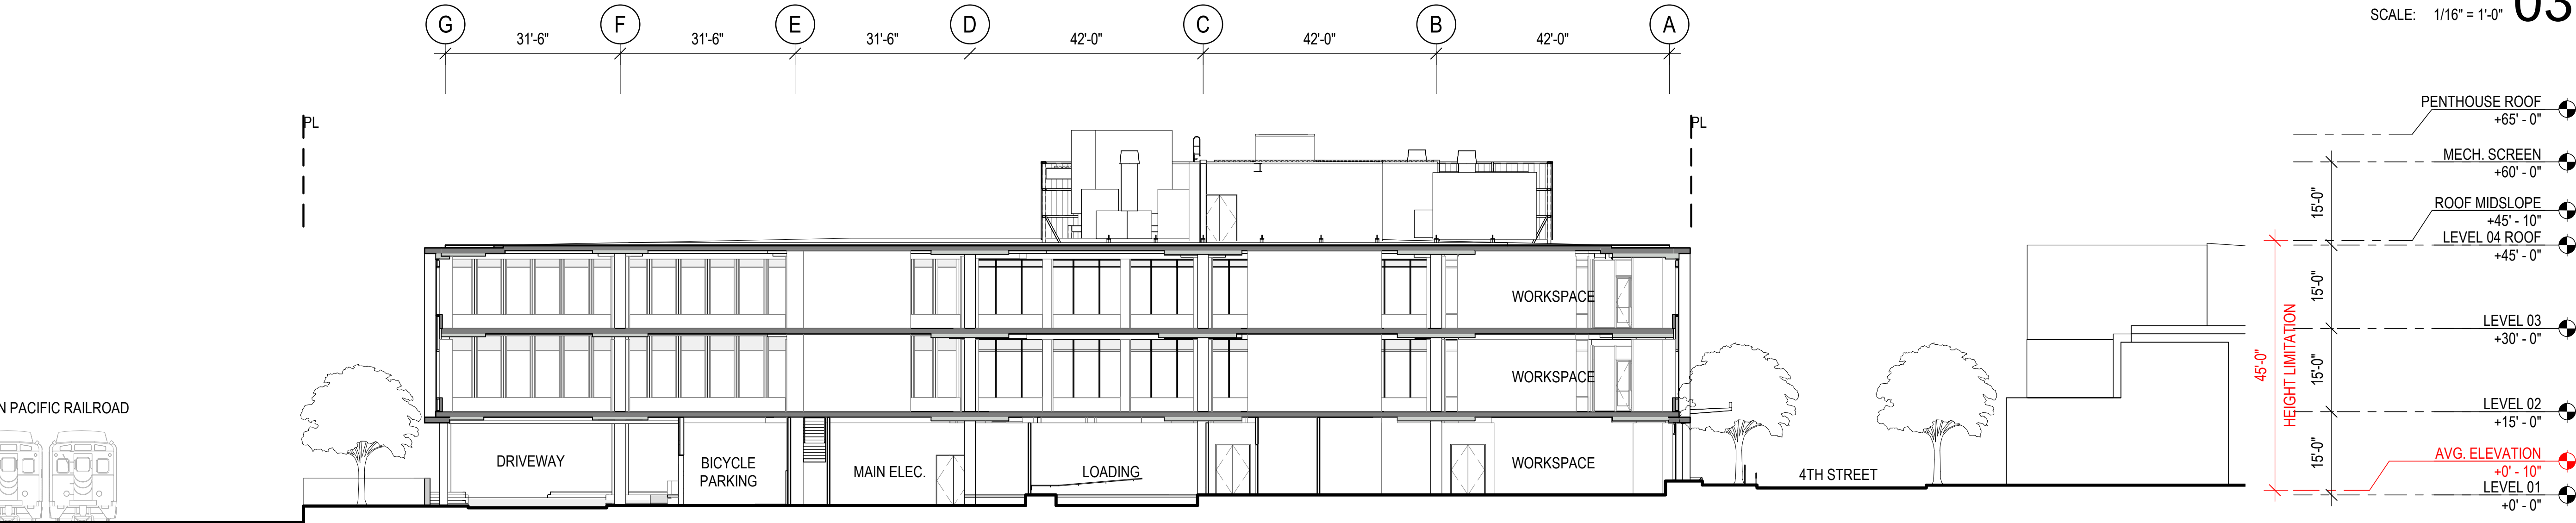 SCALE: 1/16" = 1'-0" 03
G F E D C B A
31'-6" 31'-6" 31'-6" 42'-0" 42'-0" 42'-0"
PL PL
PENTHOUSE ROOF
+65' - 0"
MECH. SCREEN
+60' - 0"
15'-0"
ROOF MIDSLOPE
+45' - 10"
LEVEL 04 ROOF
+45' - 0"
15'-0"
WORKSPACE
LEVEL 03
+30' - 0"
15'-0"
45'-0"
HEIGHT LIMITATION
WORKSPACE
N PACIFIC RAILROAD
LEVEL 02
+15' - 0"
15'-0"
DRIVEWAY
BICYCLE
PARKING
MAIN ELEC.
LOADING
WORKSPACE
4TH STREET
AVG. ELEVATION
+0' - 10"
LEVEL 01
+0' - 0"